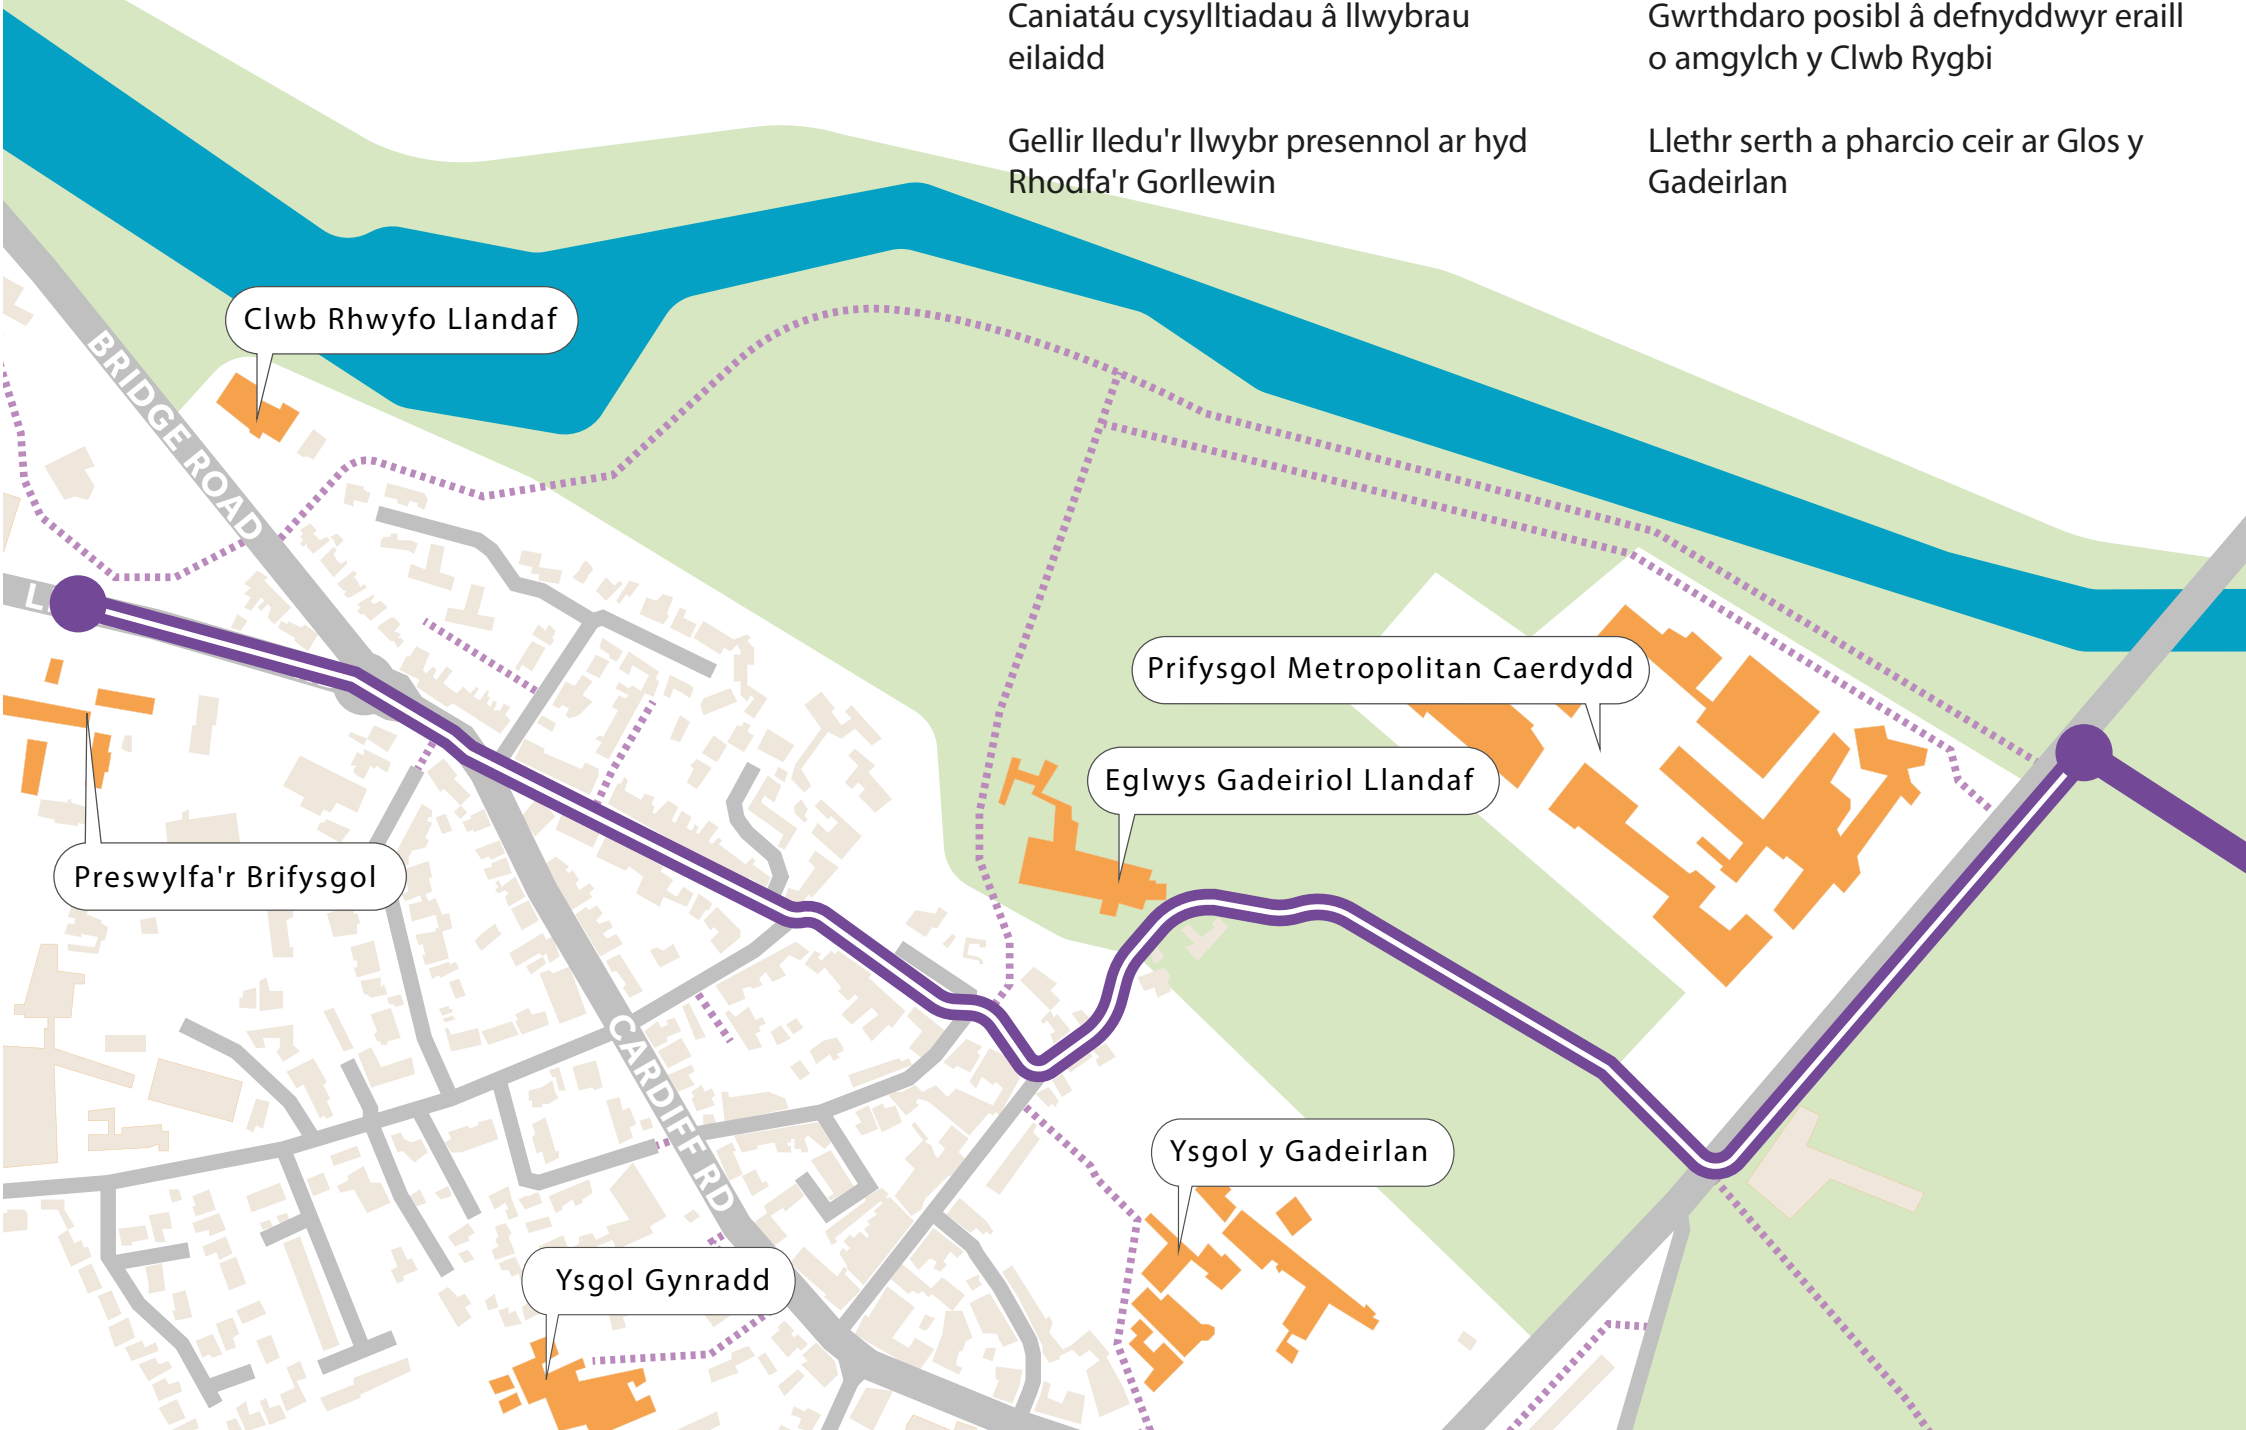 Caniatáu cysylltiadau â llwybrau
eilaidd
Gellir lledu'r llwybr presennol ar hyd
Rhodfa'r Gorllewin
Gwrthdaro posibl â defnyddwyr eraill
o amgylch y Clwb Rygbi
Llethr serth a pharcio ceir ar Glos y
Gadeirlan
Clwb Rhwyfo Llandaf
BRIDGE ROAD
Prifysgol Metropolitan Caerdydd
Eglwys Gadeiriol Llandaf
Preswylfa'r Brifysgol
CARDIFF RD
Ysgol y Gadeirlan
Ysgol Gynradd